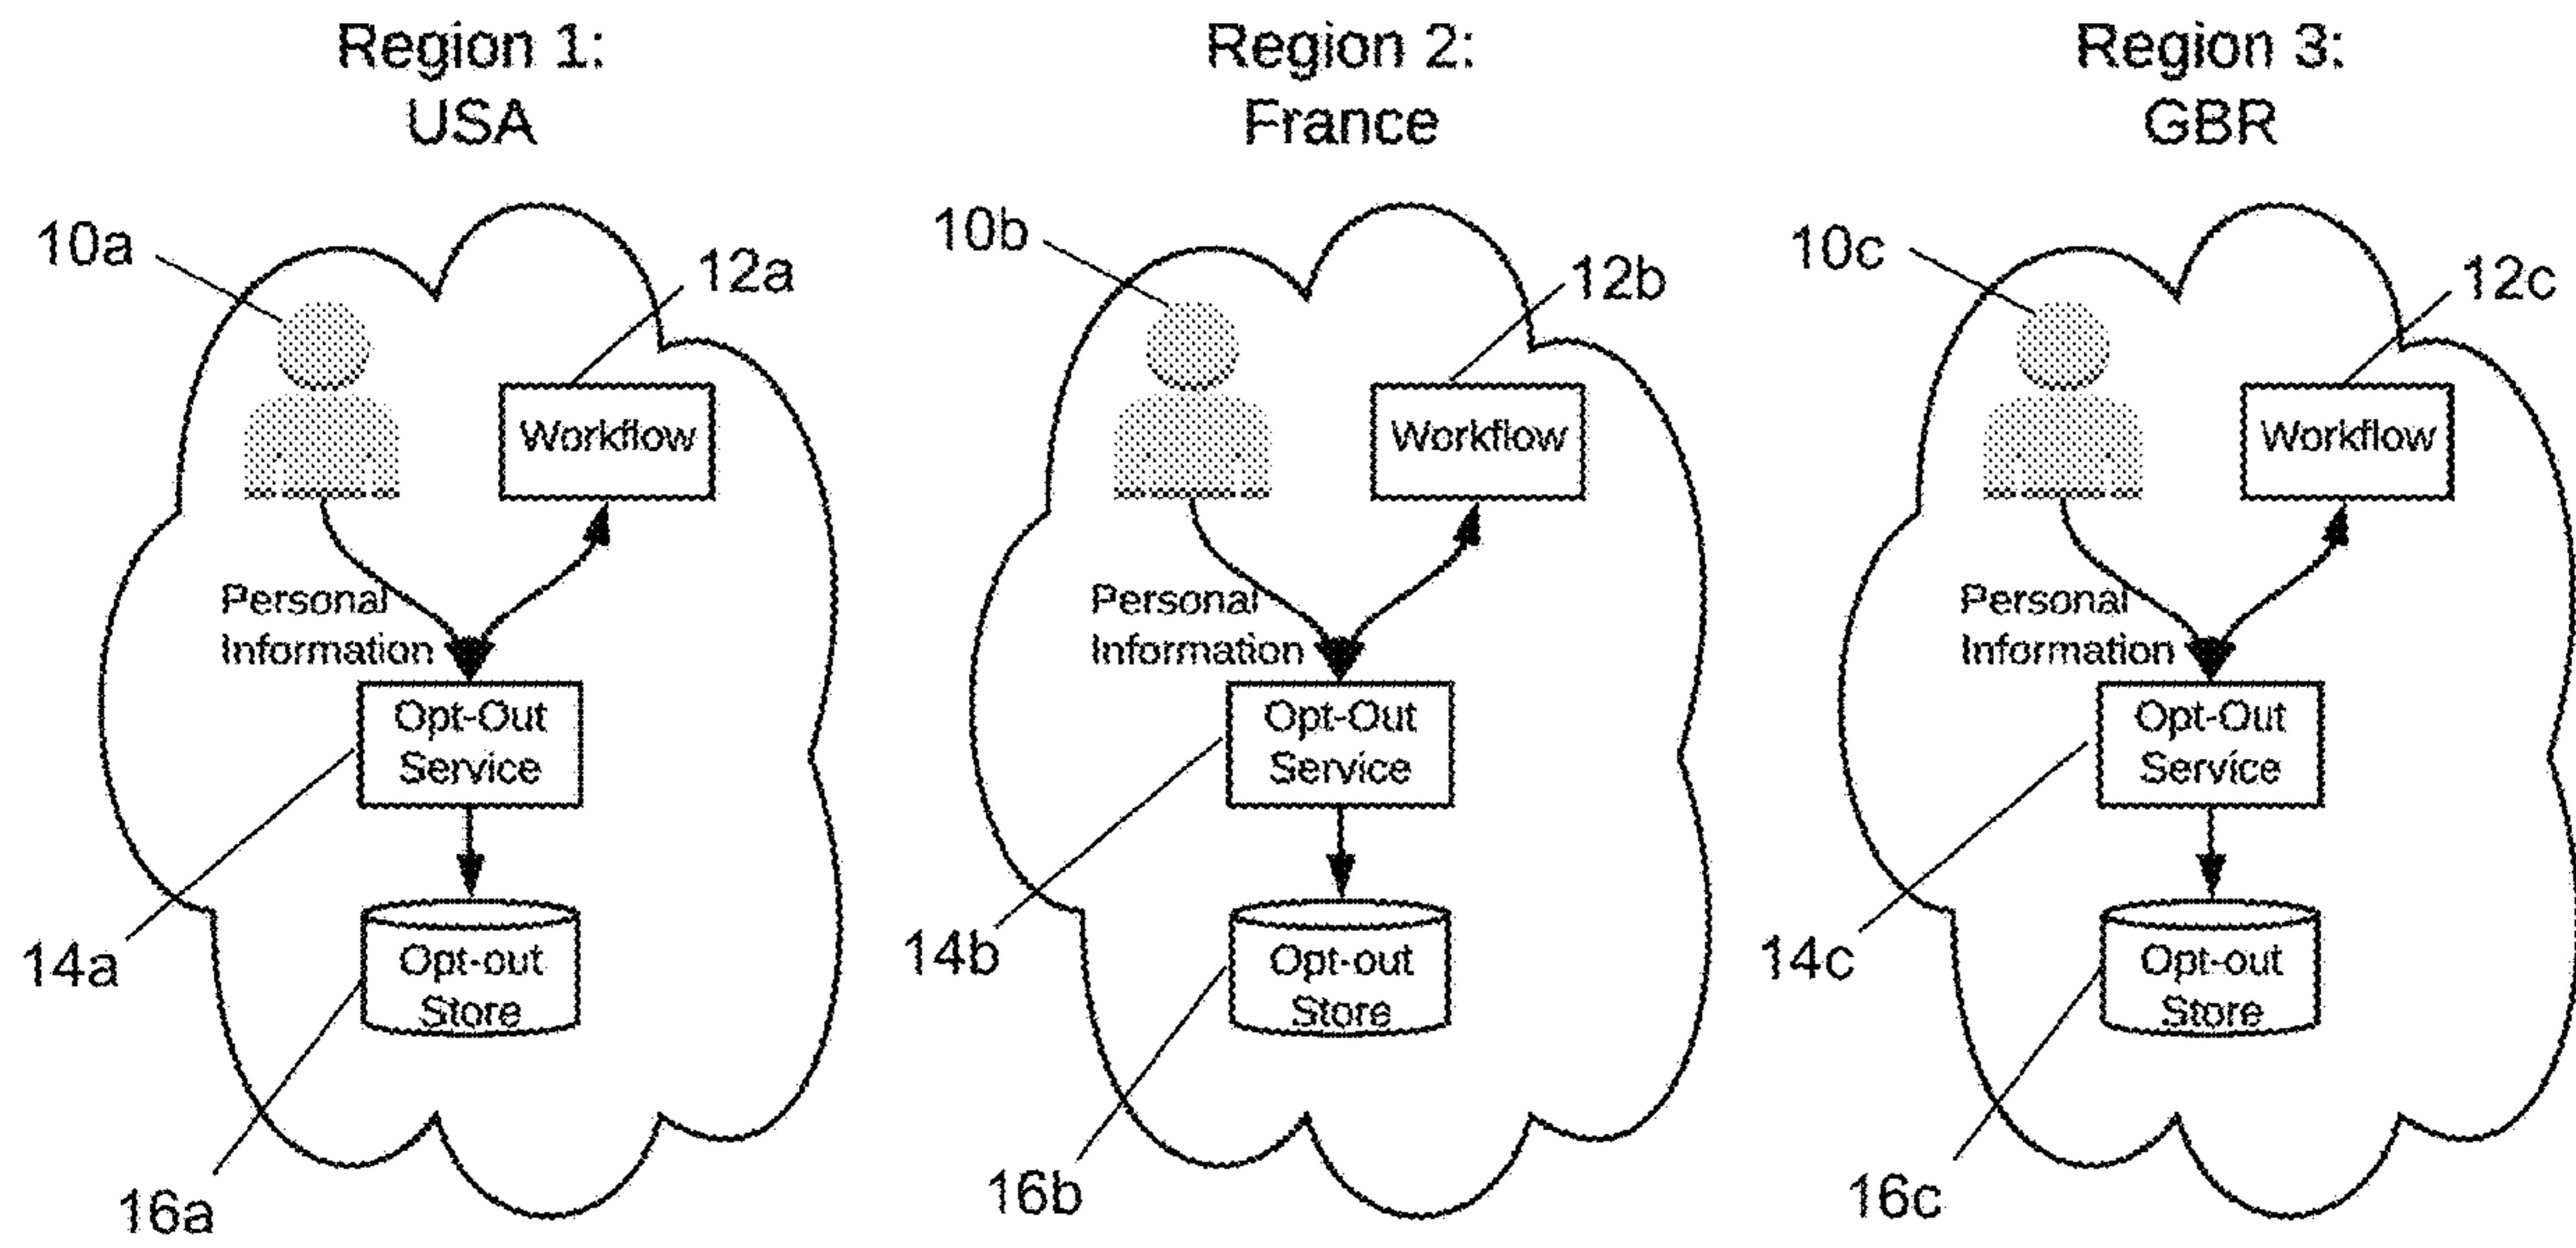 Region 1:
USA
Region 2:
France
Region 3:
GBR
10a
12a
Workflow
Personal
Information
Opt-Out
Service
14a
Opt-out
Store
16a
10b
12b
Workflow
Personal
Information
Opt-Out
Service
14b
Opt-out
Store
16b
10c
12c
Workflow
Personal
Information
Opt-Out
Service
14c
Opt-out
Store
16c